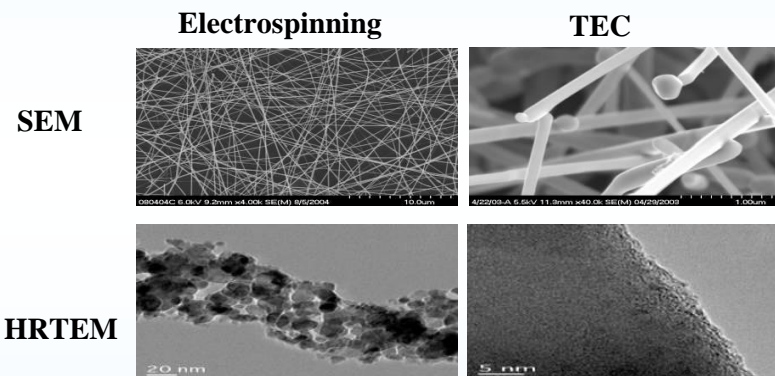 Electrospinning
TEC
SEM
080404C 6.0kV 9.2mm x4.00k SE(M) 8/5/2004
10.0um
4/22/03-A 5.5kV 11.3mm x40.0k SE(M) 04/29/2003
1.00um
HRTEM
20 nm
5 nm